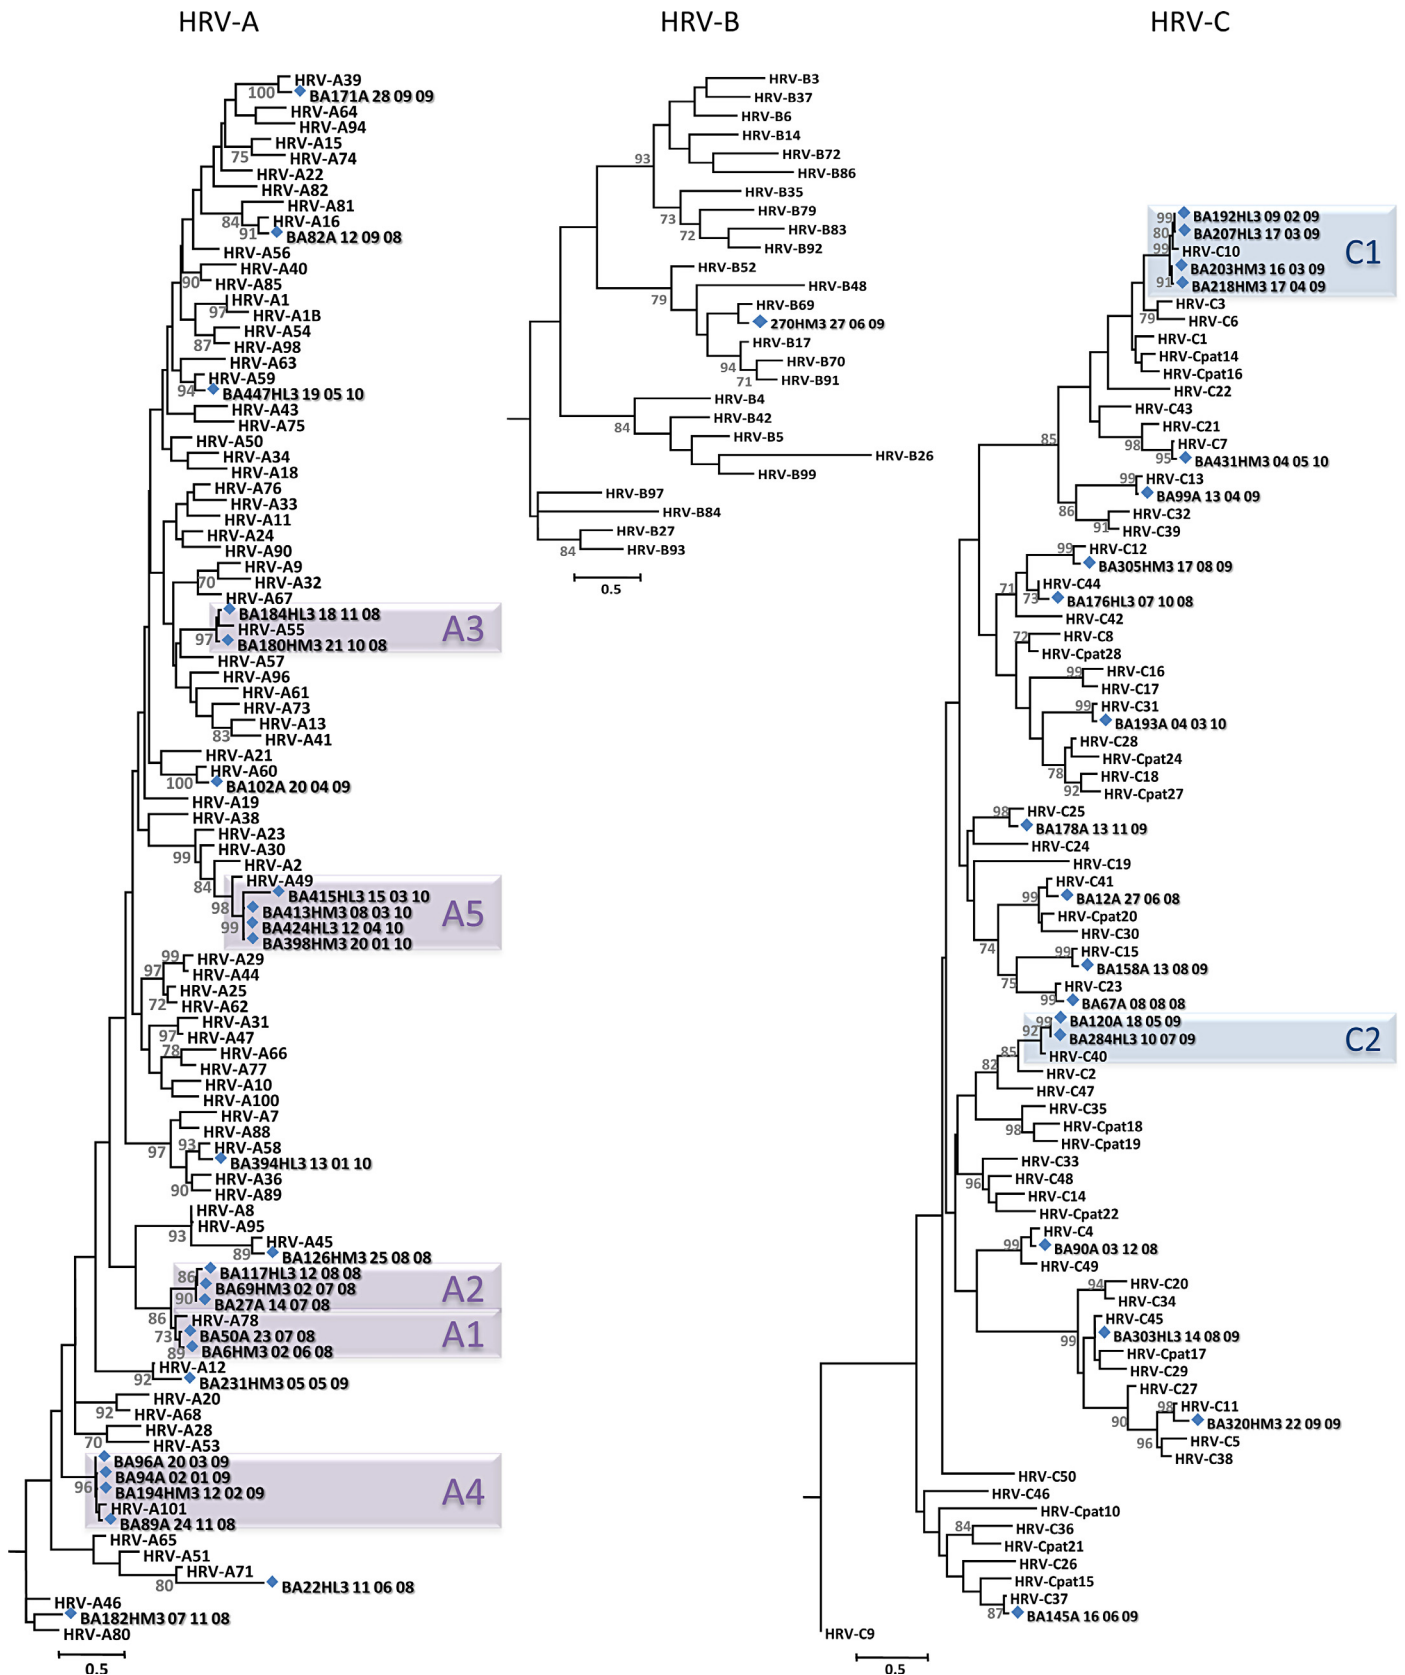 HRV-A
HRV-A39
100
BA171A 28 09 09
HRV-A64
HRV-A94
HRV-A15
75
HRV-A74
HRV-A22
HRV-A82
HRV-A81
84
HRV-A16
91
BA82A 12 09 08
HRV-A56
HRV-A40
90
HRV-A85
HRV-A1
97
HRV-A1B
HRV-A54
87
HRV-A98
HRV-A63
HRV-A59
94
BA447HL3 19 05 10
HRV-A43
HRV-A75
HRV-A50
HRV-A34
HRV-A18
HRV-A76
HRV-A33
HRV-A11
HRV-A24
HRV-A90
HRV-A9
70
HRV-A32
HRV-A67
BA184HL3 18 11 08
HRV-A55
97
BA180HM3 21 10 08
A3
HRV-A57
HRV-A96
HRV-A61
HRV-A73
HRV-A13
83
HRV-A41
HRV-A21
HRV-A60
100
BA102A 20 04 09
HRV-A19
HRV-A38
HRV-A23
HRV-A30
99
HRV-A2
84
HRV-A49
BA415HL3 15 03 10
98
BA413HM3 08 03 10
99
BA424HL3 12 04 10
BA398HM3 20 01 10
A5
99
HRV-A29
97
HRV-A44
HRV-A25
72
HRV-A62
HRV-A31
97
HRV-A47
78
HRV-A66
HRV-A77
HRV-A10
HRV-A100
HRV-A7
HRV-A88
97
93
HRV-A58
BA394HL3 13 01 10
HRV-A36
90
HRV-A89
HRV-A8
HRV-A95
93
HRV-A45
89
BA126HM3 25 08 08
86
BA117HL3 12 08 08
BA69HM3 02 07 08
90
BA27A 14 07 08
A2
86
HRV-A78
73
BA50A 23 07 08
89
BA6HM3 02 06 08
A1
HRV-A12
92
BA231HM3 05 05 09
HRV-A20
92
HRV-A68
HRV-A28
70
HRV-A53
BA96A 20 03 09
BA94A 02 01 09
96
BA194HM3 12 02 09
HRV-A101
BA89A 24 11 08
A4
HRV-A65
HRV-A51
HRV-A71
80
BA22HL3 11 06 08
HRV-A46
BA182HM3 07 11 08
HRV-A80
0.5
HRV-B
HRV-B3
HRV-B37
HRV-B6
HRV-B14
93
HRV-B72
HRV-B86
HRV-B35
73
HRV-B79
72
HRV-B83
HRV-B92
HRV-B52
79
HRV-B48
HRV-B69
270HM3 27 06 09
HRV-B17
94
HRV-B70
71
HRV-B91
HRV-B4
84
HRV-B42
HRV-B5
HRV-B26
HRV-B99
HRV-B97
HRV-B84
HRV-B27
84
HRV-B93
0.5
HRV-C
99
BA192HL3 09 02 09
80
BA207HL3 17 03 09
99
HRV-C10
BA203HM3 16 03 09
91
BA218HM3 17 04 09
C1
HRV-C3
79
HRV-C6
HRV-C1
HRV-Cpat14
HRV-Cpat16
HRV-C22
HRV-C43
HRV-C21
85
98
HRV-C7
95
BA431HM3 04 05 10
99
HRV-C13
BA99A 13 04 09
86
HRV-C32
91
HRV-C39
99
HRV-C12
BA305HM3 17 08 09
71
HRV-C44
73
BA176HL3 07 10 08
HRV-C42
72
HRV-C8
HRV-Cpat28
99
HRV-C16
HRV-C17
99
HRV-C31
BA193A 04 03 10
HRV-C28
HRV-Cpat24
78
HRV-C18
92
HRV-Cpat27
98
HRV-C25
BA178A 13 11 09
HRV-C24
HRV-C19
HRV-C41
99
BA12A 27 06 08
HRV-Cpat20
HRV-C30
74
99
HRV-C15
BA158A 13 08 09
75
HRV-C23
99
BA67A 08 08 08
99
BA120A 18 05 09
92
BA284HL3 10 07 09
85
HRV-C40
C2
82
HRV-C2
HRV-C47
HRV-C35
98
HRV-Cpat18
HRV-Cpat19
HRV-C33
96
HRV-C48
HRV-C14
HRV-Cpat22
HRV-C4
99
BA90A 03 12 08
HRV-C49
94
HRV-C20
HRV-C34
HRV-C45
99
BA303HL3 14 08 09
HRV-Cpat17
HRV-C29
HRV-C27
98
HRV-C11
90
BA320HM3 22 09 09
96
HRV-C5
HRV-C38
HRV-C50
HRV-C46
HRV-Cpat10
84
HRV-C36
HRV-Cpat21
HRV-C26
HRV-Cpat15
HRV-C37
87
BA145A 16 06 09
HRV-C9
0.5